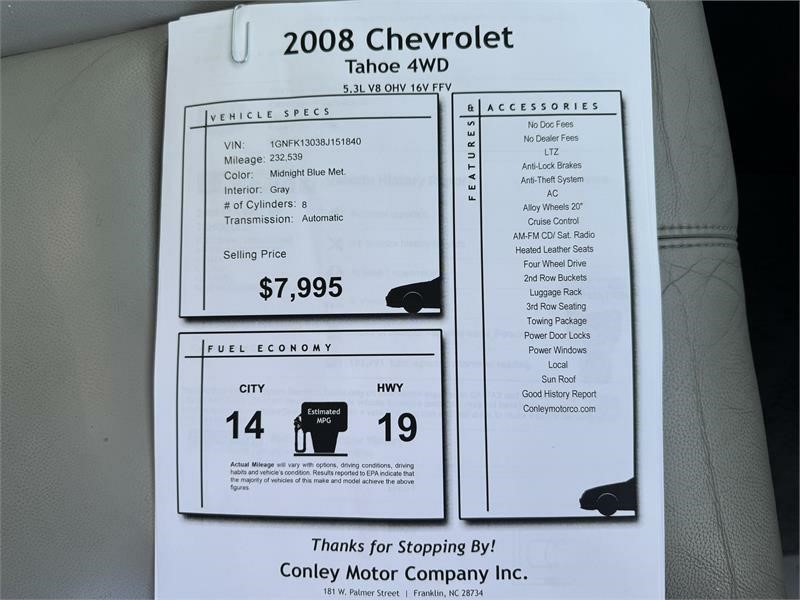 2008 Chevrolet
Tahoe 4WD
5.3L V8 OHV 16V FFV
VEHICLE SPECS
VIN: 1GNFK13038J151840
Mileage: 232,539
Color: Midnight Blue Met.
Interior: Gray
# of Cylinders: 8
Transmission: Automatic
Selling Price
$7,995
FUEL ECONOMY
CITY
14
Estimated
MPG
HWY
19
Actual Mileage will vary with options, driving conditions, driving
habits and vehicle's condition. Results reported to EPA indicate that
the majority of vehicles of this make and model achieve the above
figures.
FEATURES & ACCESSORIES
No Doc Fees
No Dealer Fees
LTZ
Anti-Lock Brakes
Anti-Theft System
AC
Alloy Wheels 20"
Cruise Control
AM-FM CD/ Sat. Radio
Heated Leather Seats
Four Wheel Drive
2nd Row Buckets
Luggage Rack
3rd Row Seating
Towing Package
Power Door Locks
Power Windows
Local
Sun Roof
Good History Report
Conleymotorco.com
Thanks for Stopping By!
Conley Motor Company Inc.
181 W. Palmer Street | Franklin, NC 28734